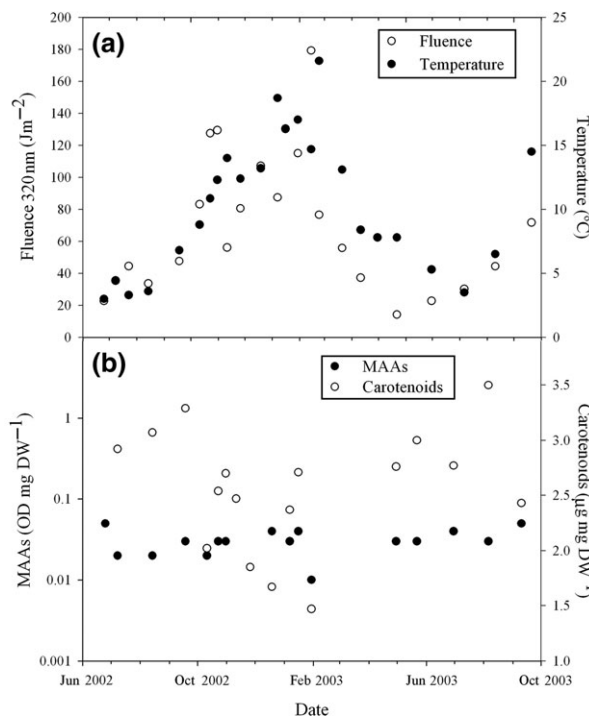 (a)
Fluence
Temperature
Fluence 320 nm (Jm−2)
200
180
160
140
120
100
80
60
40
20
0
25
20
15
10
5
0
Temperature (°C)
(b)
MAAs
Carotenoids
MAAs (OD mg DW−1)
1
0.1
0.01
0.001
3.5
3.0
2.5
2.0
1.5
1.0
Carotenoids (µg mg DW−1)
Jun 2002
Oct 2002
Feb 2003
Jun 2003
Oct 2003
Date